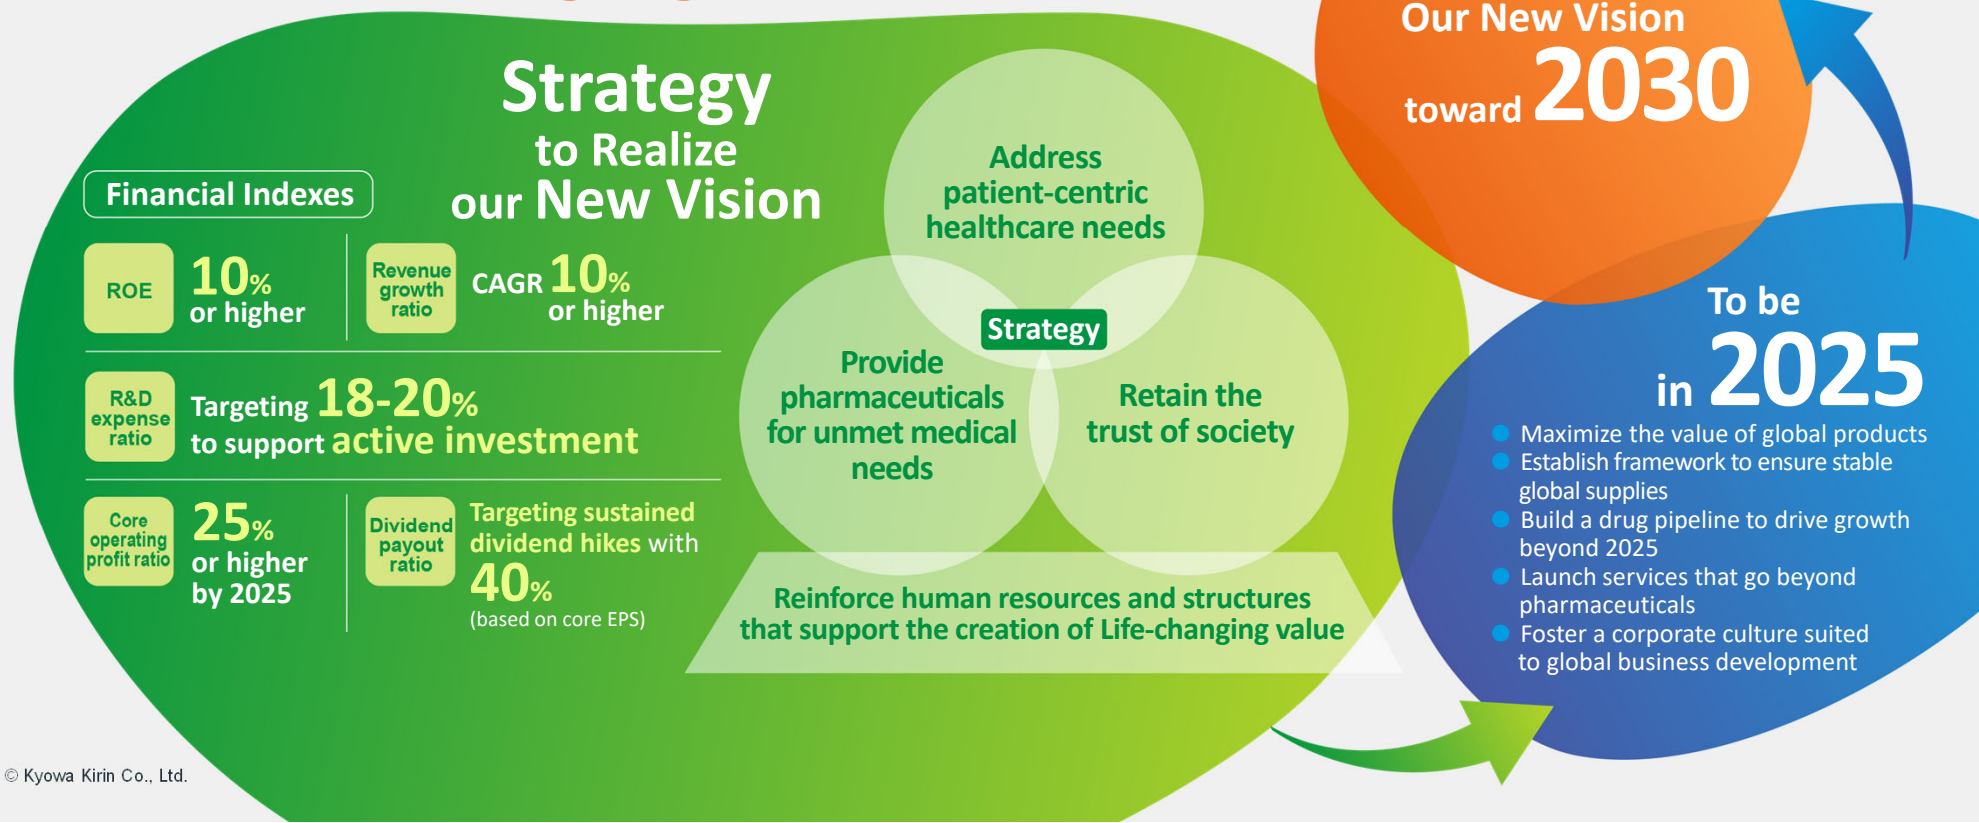 Strategy
to Realize
our New Vision
Financial Indexes
ROE
10%
or higher
Revenue
growth
ratio
CAGR 10%
or higher
R&D
expense
ratio
Targeting 18-20%
to support active investment
Core
operating
profit ratio
25%
or higher
by 2025
Dividend
payout
ratio
Targeting sustained
dividend hikes with
40%
(based on core EPS)
Address
patient-centric
healthcare needs
Strategy
Provide
pharmaceuticals
for unmet medical
needs
Retain the
trust of society
Reinforce human resources and structures
that support the creation of Life-changing value
Our New Vision
toward 2030
To be
in 2025
Maximize the value of global products
Establish framework to ensure stable
global supplies
Build a drug pipeline to drive growth
beyond 2025
Launch services that go beyond
pharmaceuticals
Foster a corporate culture suited
to global business development
© Kyowa Kirin Co., Ltd.